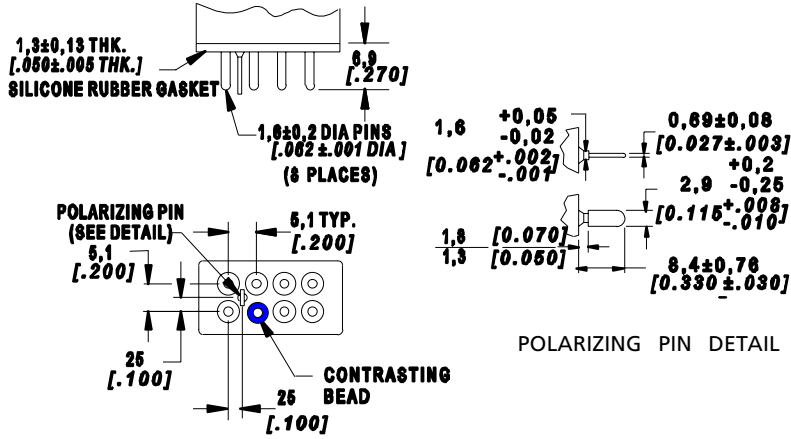 1,3±0,13 THK.
[.050±.005 THK.]
SILICONE RUBBER GASKET
6,9
[.270]
1,6±0,2 DIA PINS
[.062 ±.001 DIA]
(8 PLACES)
POLARIZING PIN
(SEE DETAIL)
5,1
[.200]
5,1 TYP.
[.200]
25
[.100]
25
[.100]
CONTRASTING
BEAD
1,6 +0,05
-0,02
[0.062 +.002
-.001]
0,69±0,08
[0.027±.003]
2,9 +0,2
-0,25
[0.115 +.008
-.010]
1,8 [0.070]
1,3 [0.050]
8,4±0,76
[0.330 ±.030]
POLARIZING PIN DETAIL